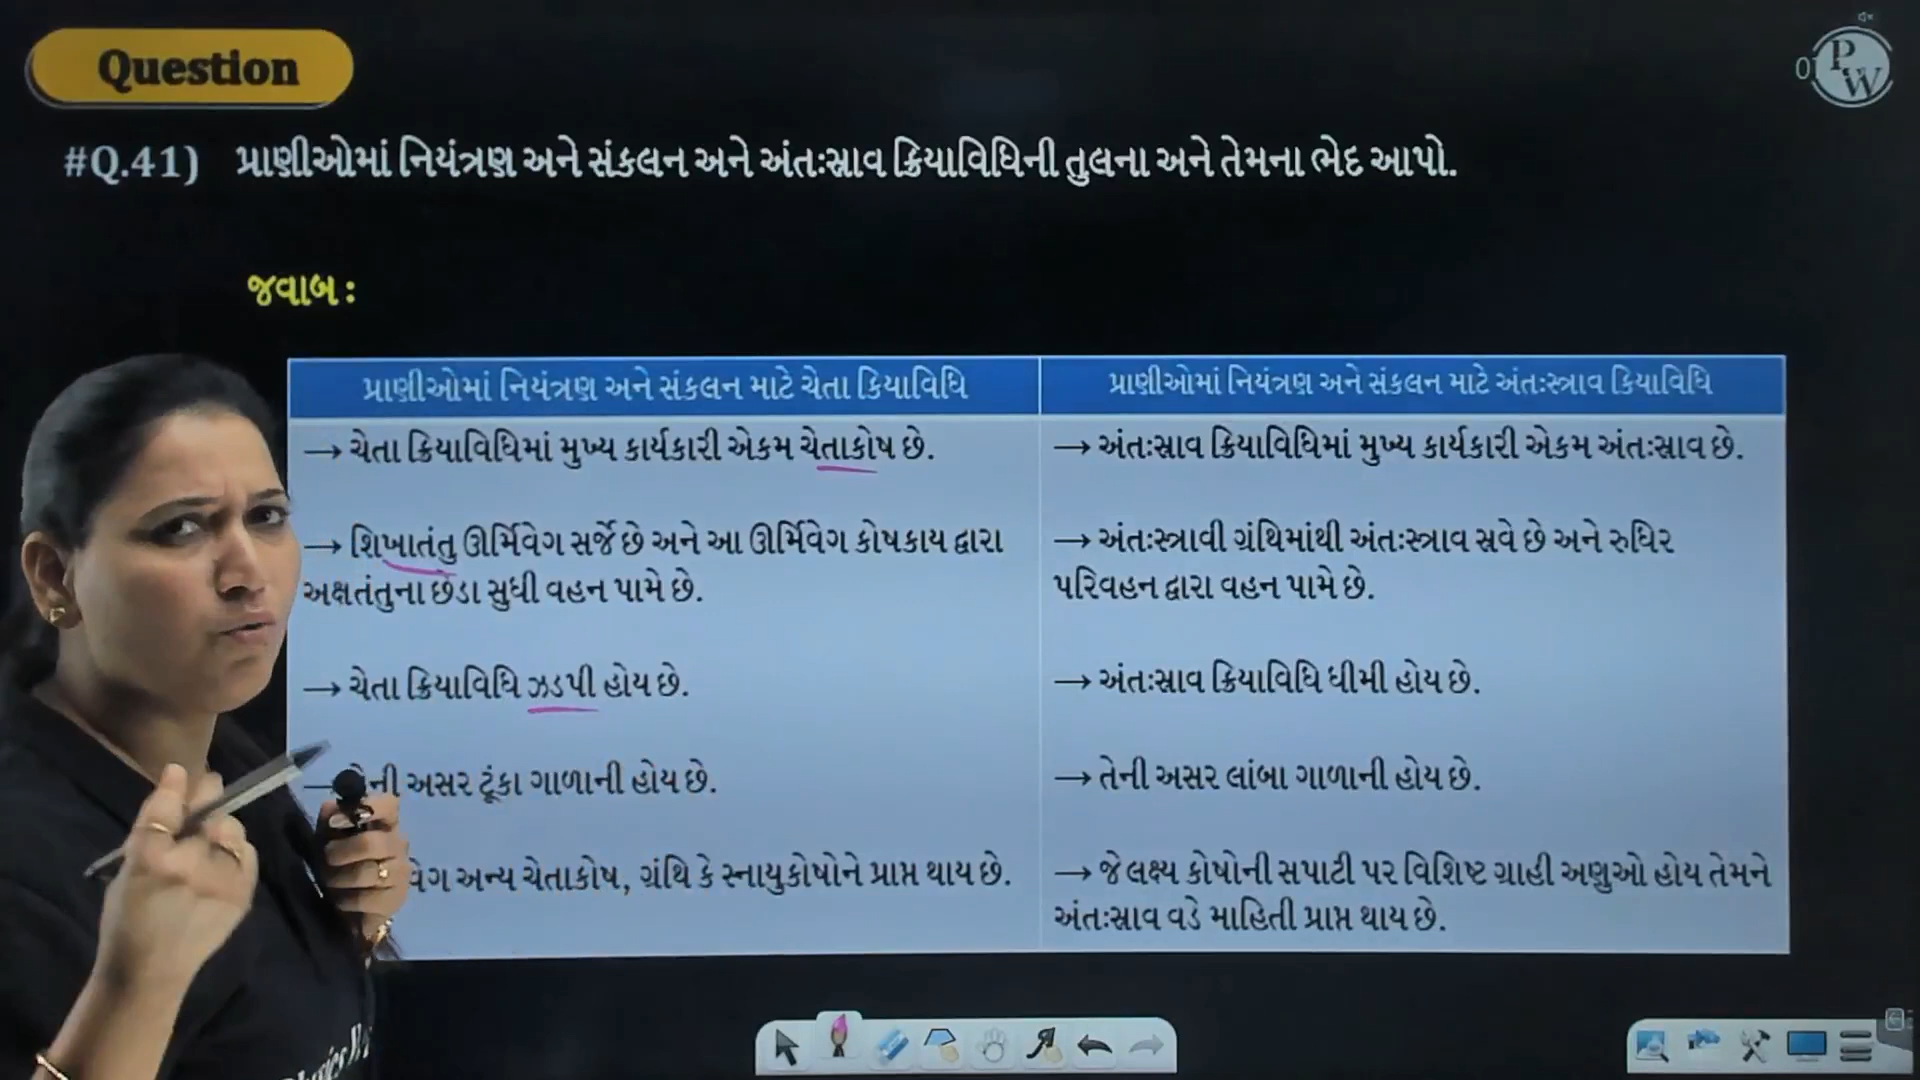 Question
PW
#Q.41) પ્રાણીઓમાં નિયંત્રણ અને સંકલન અને અંતઃસ્રાવ ક્રિયાવિધિની તુલના અને તેમના ભેદ આપો.
જવાબ :
પ્રાણીઓમાં નિયંત્રણ અને સંકલન માટે ચેતા કિયાવિધિ
પ્રાણીઓમાં નિયંત્રણ અને સંકલન માટે અંતઃસ્ત્રાવ કિયાવિધિ
→ ચેતા ક્રિયાવિધિમાં મુખ્ય કાર્યકારી એકમ ચેતાકોષ છે.
→ અંતઃસ્રાવ ક્રિયાવિધિમાં મુખ્ય કાર્યકારી એકમ અંતઃસ્રાવ છે.
→ શિખાતંતુ ઊર્મિવેગ સર્જે છે અને આ ઊર્મિવેગ કોષકાય દ્વારા
અક્ષતંતુના છેડા સુધી વહન પામે છે.
→ અંતઃસ્ત્રાવી ગ્રંથિમાંથી અંતઃસ્ત્રાવ સ્રવે છે અને રુધિર
પરિવહન દ્વારા વહન પામે છે.
→ ચેતા ક્રિયાવિધિ ઝડપી હોય છે.
→ અંતઃસ્રાવ ક્રિયાવિધિ ધીમી હોય છે.
→ અસર ટૂંકા ગાળાની હોય છે.
→ તેની અસર લાંબા ગાળાની હોય છે.
અન્ય ચેતાકોષ, ગ્રંથિ કે સ્નાયુકોષોને પ્રાપ્ત થાય છે.
→ જે લક્ષ્ય કોષોની સપાટી પર વિશિષ્ટ ગ્રાહી અણુઓ હોય તેમને
અંતઃસ્રાવ વડે માહિતી પ્રાપ્ત થાય છે.